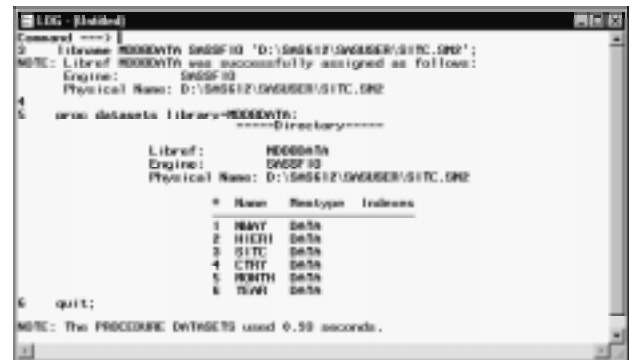 LOG - (Untitled)
Command ===>
3 libname MDDBDATA SASSFIO 'D:\SAS612\SASUSER\SITC.SM2';
NOTE: Libref MDDBDATA was successfully assigned as follows:
Engine: SASSFIO
Physical Name: D:\SAS612\SASUSER\SITC.SM2
4
5 proc datasets library=MDDBDATA;
-----Directory-----
Libref: MDDBDATA
Engine: SASSFIO
Physical Name: D:\SAS612\SASUSER\SITC.SM2
# Name Memtype Indexes
1 NWAY DATA
2 HIER1 DATA
3 SITC DATA
4 CTRY DATA
5 MONTH DATA
6 YEAR DATA
6 quit;
NOTE: The PROCEDURE DATASETS used seconds.